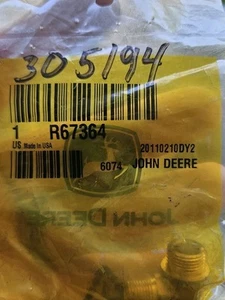 305194
1 R67364
US Made In USA
20110210DY2
6074 JOHN DEERE
JOHN DEERE